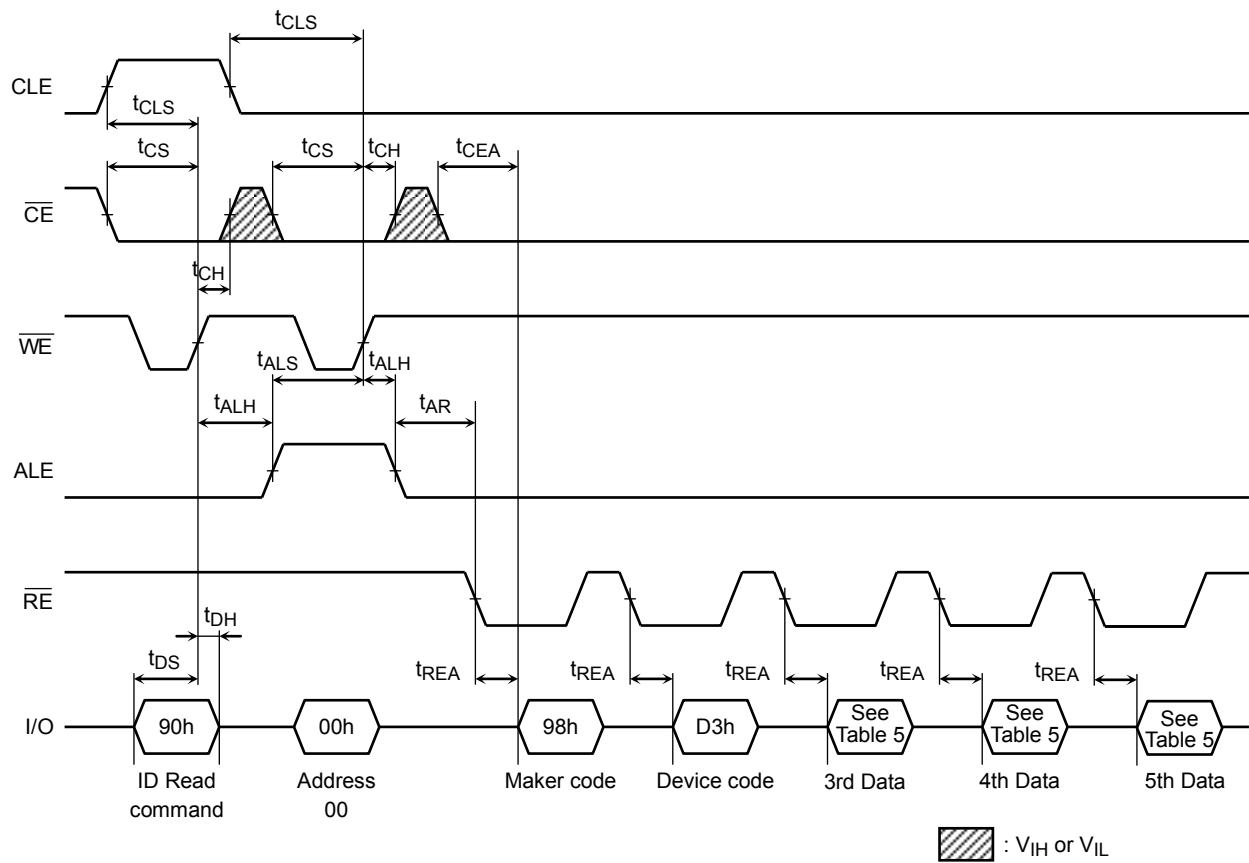 tCLS
CLE
tCLS
tCS tCS tCH tCEA
CE
tCH
WE
tALS tALH
tALH tAR
ALE
RE
tDH
tDS tREA tREA tREA tREA tREA
I/O 90h 00h 98h D3h See Table 5 See Table 5 See Table 5
ID Read command Address 00 Maker code Device code 3rd Data 4th Data 5th Data
: VIH or VIL